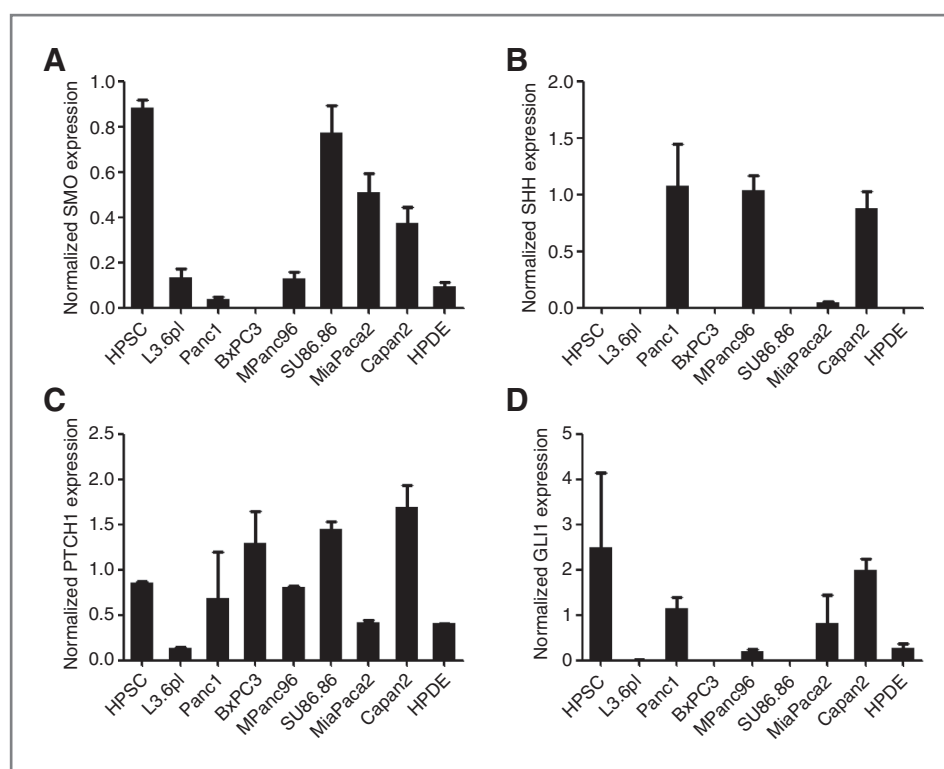 A
Normalized SMO expression
1.0
0.8
0.6
0.4
0.2
0.0
HPSC
L3.6pl
Panc1
BxPC3
MPanc96
SU86.86
MiaPaca2
Capan2
HPDE
B
Normalized SHH expression
2.0
1.5
1.0
0.5
0.0
HPSC
L3.6pl
Panc1
BxPC3
MPanc96
SU86.86
MiaPaca2
Capan2
HPDE
C
Normalized PTCH1 expression
2.5
2.0
1.5
1.0
0.5
0.0
HPSC
L3.6pl
Panc1
BxPC3
MPanc96
SU86.86
MiaPaca2
Capan2
HPDE
D
Normalized GLI1 expression
5
4
3
2
1
0
HPSC
L3.6pl
Panc1
BxPC3
MPanc96
SU86.86
MiaPaca2
Capan2
HPDE